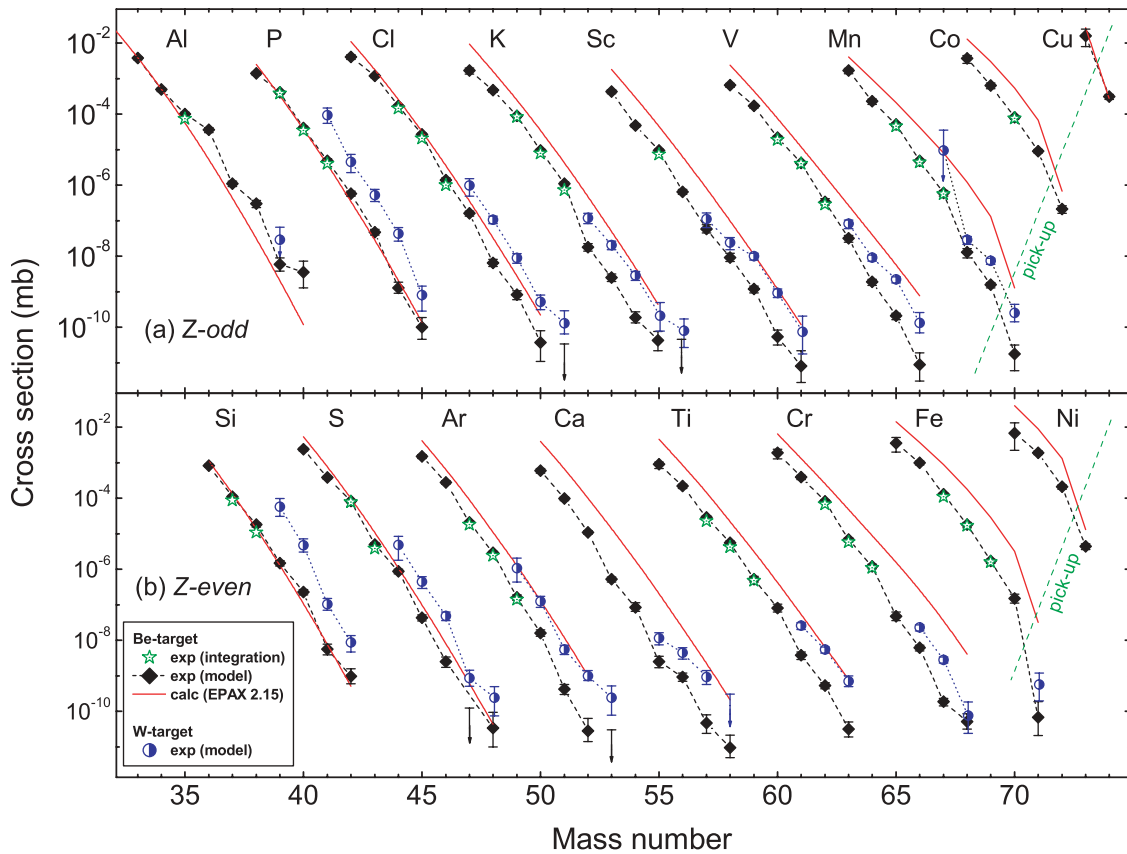 Al P Cl K Sc V Mn Co Cu
10⁻²
10⁻⁴
10⁻⁶
10⁻⁸
10⁻¹⁰
(a) Z-odd
pick-up
Cross section (mb)
Si S Ar Ca Ti Cr Fe Ni
10⁻²
10⁻⁴
10⁻⁶
10⁻⁸
10⁻¹⁰
(b) Z-even
pick-up
Be-target
exp (integration)
exp (model)
calc (EPAX 2.15)
W-target
exp (model)
35 40 45 50 55 60 65 70
Mass number